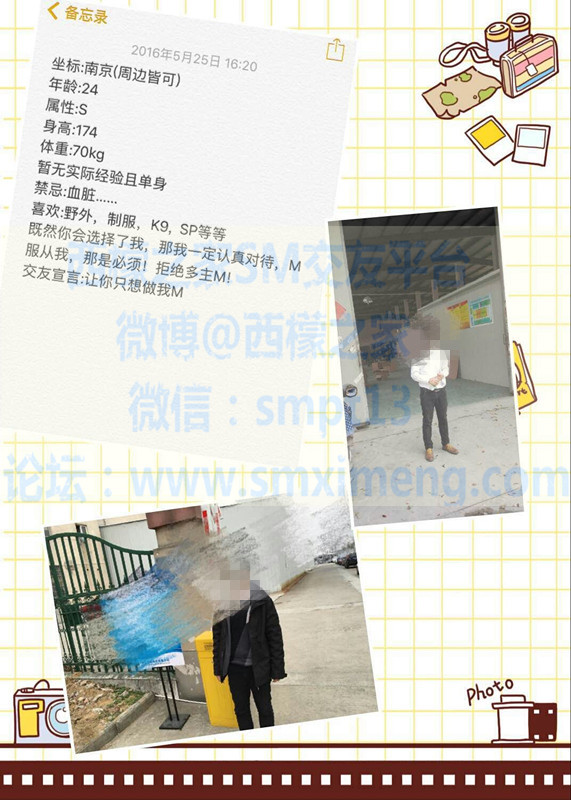 备忘录
2016年5月25日 16:20
坐标:南京(周边皆可)
年龄:24
属性:S
身高:174
体重:70kg
暂无实际经验且单身
禁忌:血脏......
喜欢:野外，制服，K9，SP等等
既然你会选择了我，那我一定认真对待，M
服从我，那是必须！拒绝多主M!
交友宣言:让你只想做我M
SM交友平台
微博@西檬之家
微信：smpy13
论坛：www.smximeng.com
Photo